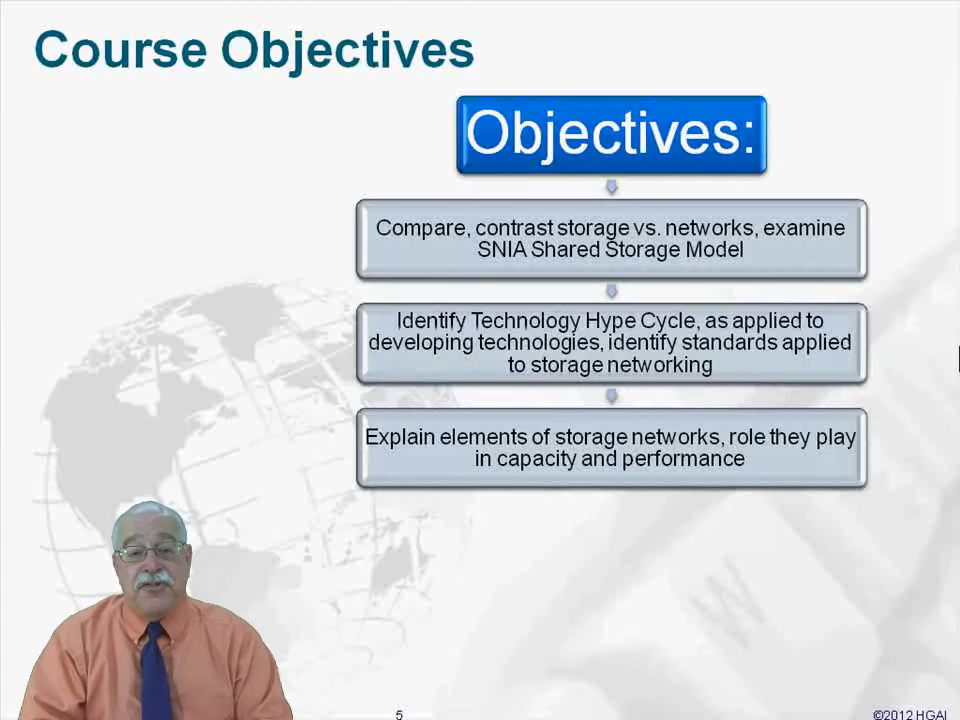 Course Objectives
Objectives:
Compare, contrast storage vs. networks, examine
SNIA Shared Storage Model
Identify Technology Hype Cycle, as applied to
developing technologies, identify standards applied
to storage networking
Explain elements of storage networks, role they play
in capacity and performance
W
5
©2012 HGAI